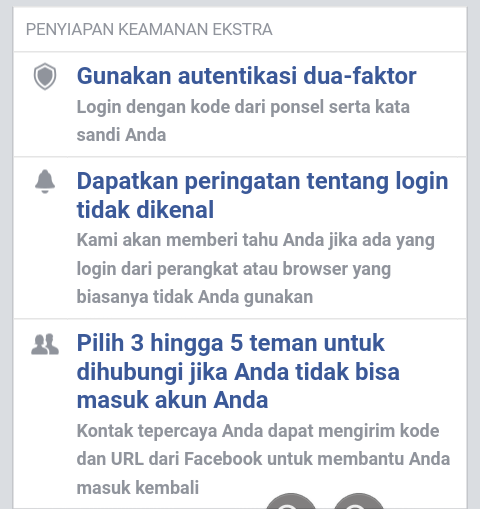 PENYIAPAN KEAMANAN EKSTRA
Gunakan autentikasi dua-faktor
Login dengan kode dari ponsel serta kata
sandi Anda
Dapatkan peringatan tentang login
tidak dikenal
Kami akan memberi tahu Anda jika ada yang
login dari perangkat atau browser yang
biasanya tidak Anda gunakan
Pilih 3 hingga 5 teman untuk
dihubungi jika Anda tidak bisa
masuk akun Anda
Kontak tepercaya Anda dapat mengirim kode
dan URL dari Facebook untuk membantu Anda
masuk kembali